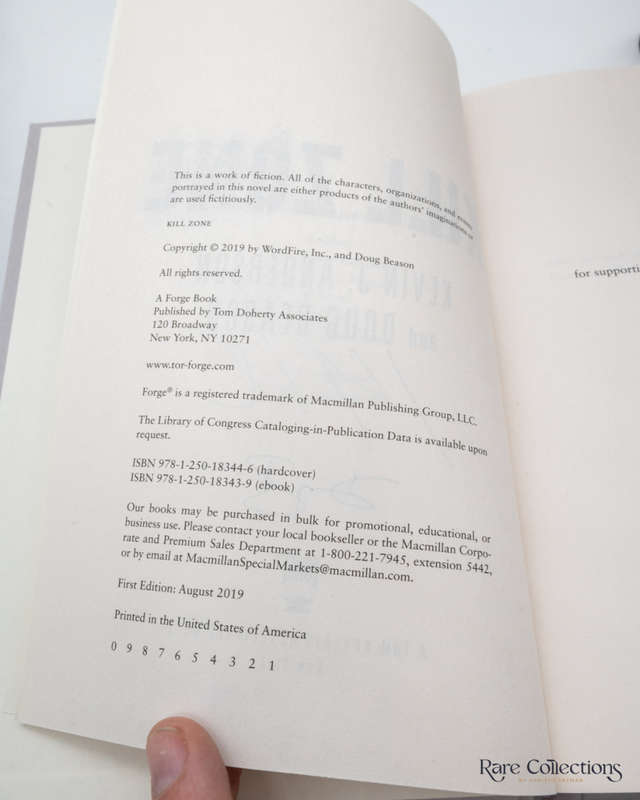 This is a work of fiction. All of the characters, organizations, and events
portrayed in this novel are either products of the authors' imaginations or
are used fictitiously.
KILL ZONE
Copyright © 2019 by WordFire, Inc., and Doug Beason
All rights reserved.
A Forge Book
Published by Tom Doherty Associates
120 Broadway
New York, NY 10271
www.tor-forge.com
Forge® is a registered trademark of Macmillan Publishing Group, LLC.
The Library of Congress Cataloging-in-Publication Data is available upon
request.
ISBN 978-1-250-18344-6 (hardcover)
ISBN 978-1-250-18343-9 (ebook)
Our books may be purchased in bulk for promotional, educational, or
business use. Please contact your local bookseller or the Macmillan Corpo-
rate and Premium Sales Department at 1-800-221-7945, extension 5442,
or by email at MacmillanSpecialMarkets@macmillan.com.
First Edition: August 2019
Printed in the United States of America
0 9 8 7 6 5 4 3 2 1
for supporti
Rare Collections